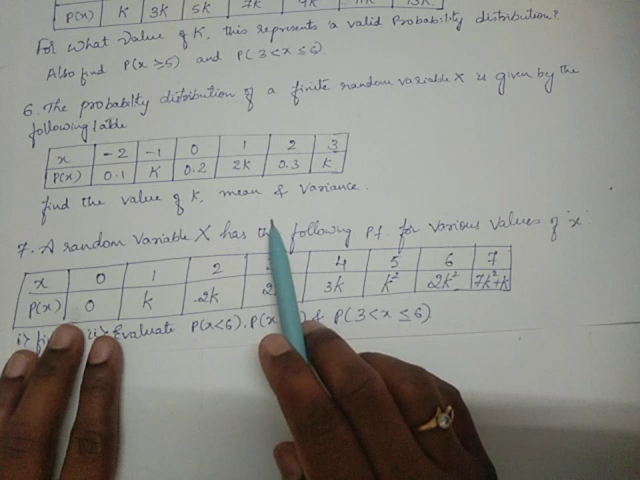 P(X) K 3K 5K 7K 9K 11K 13K
For what value of K, this represents a valid Probability distribution?
Also find P(x ≥5) and P(3<x ≤6)
6. The probabilty distribution of a finite random variable X is given by the
following table
x -2 -1 0 1 2 3
P(x) 0.1 K 0.2 2K 0.3 K
find the value of K, mean & Variance.
7. A random Variable X has the following P.f. for various values of 'x'
x 0 1 2 4 5 6 7
P(x) 0 k 2k 2 3k k² 2k² 7k²+k
i) ii) Evaluate P(x<6), P(x & P(3<x ≤6)